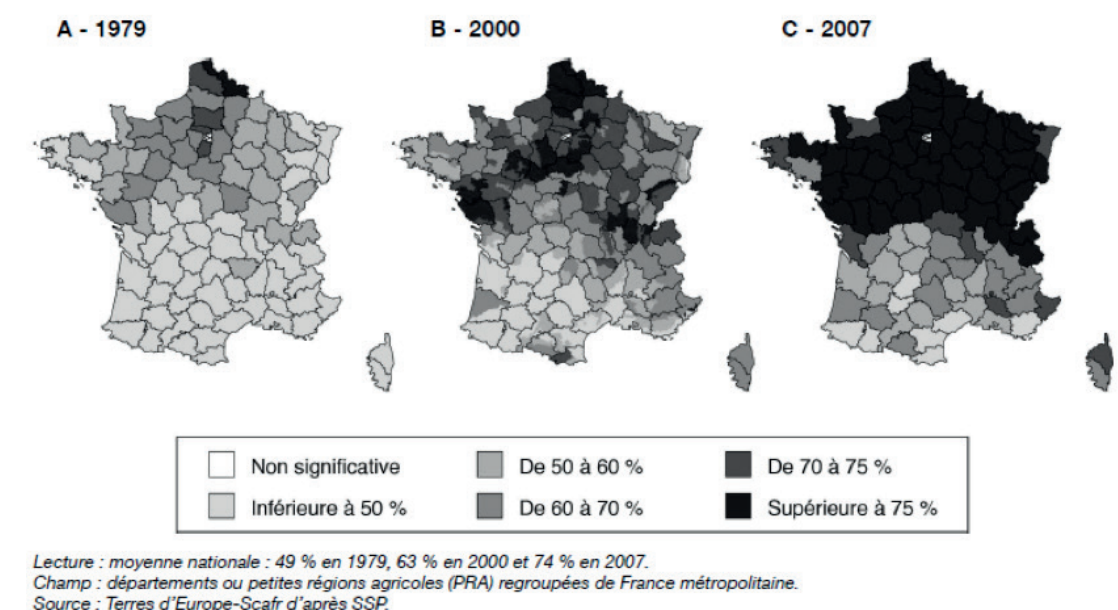 A - 1979
B - 2000
C - 2007
Non significative
De 50 à 60 %
De 70 à 75 %
Inférieure à 50 %
De 60 à 70 %
Supérieure à 75 %
Lecture : moyenne nationale : 49 % en 1979, 63 % en 2000 et 74 % en 2007.
Champ : départements ou petites régions agricoles (PRA) regroupées de France métropolitaine.
Source : Terres d'Europe-Scafr d'après SSP.